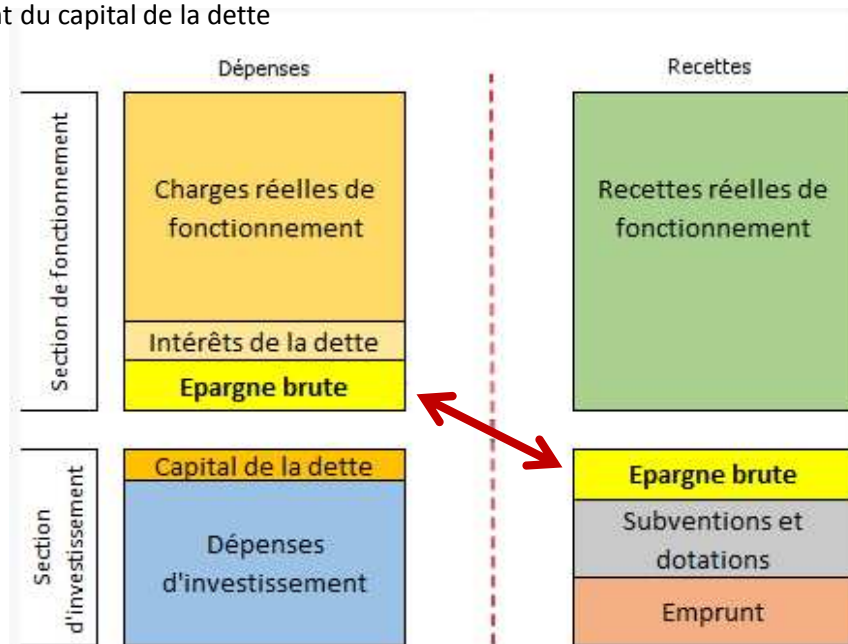 du capital de la dette
Dépenses
Recettes
Section de fonctionnement
Charges réelles de
fonctionnement
Intérêts de la dette
Epargne brute
Recettes réelles de
fonctionnement
Section
d'investissement
Capital de la dette
Dépenses
d'investissement
Epargne brute
Subventions et
dotations
Emprunt